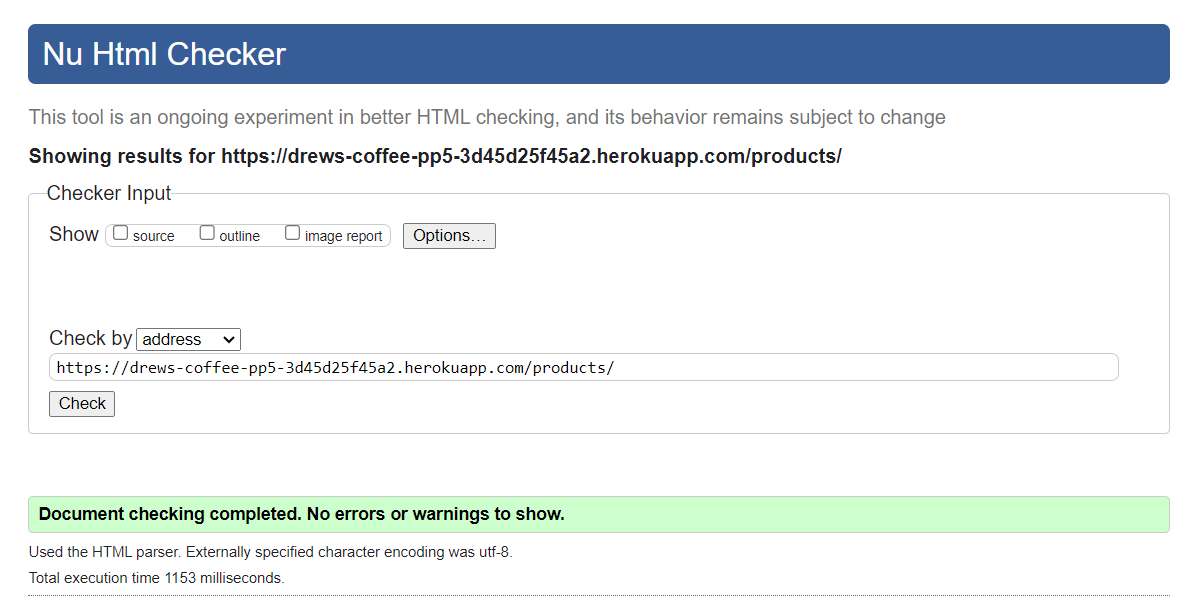 Nu Html Checker
This tool is an ongoing experiment in better HTML checking, and its behavior remains subject to change
Showing results for https://drews-coffee-pp5-3d45d25f45a2.herokuapp.com/products/
Checker Input
Show source outline image report Options…
Check by address
https://drews-coffee-pp5-3d45d25f45a2.herokuapp.com/products/
Check
Document checking completed. No errors or warnings to show.
Used the HTML parser. Externally specified character encoding was utf-8.
Total execution time 1153 milliseconds.